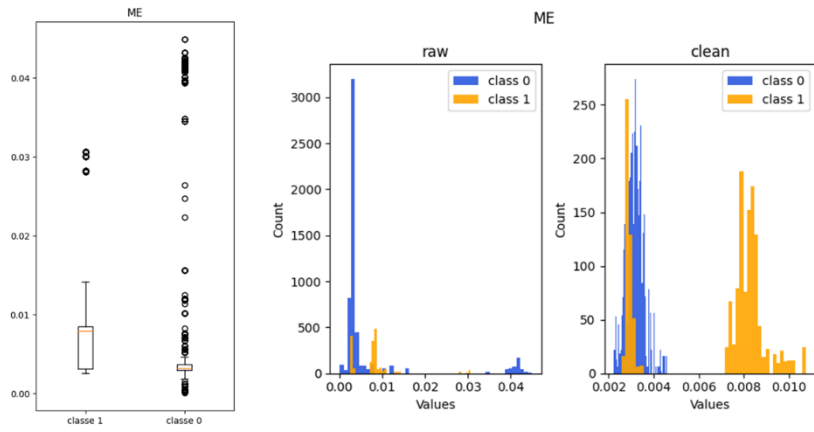 ME
0.04
0.03
0.02
0.01
0.00
classe 1
classe 0
ME
raw
class 0
class 1
3000
2500
2000
1500
1000
500
0
Count
0.00
0.01
0.02
0.03
0.04
Values
clean
class 0
class 1
250
200
150
100
50
0
Count
0.002
0.004
0.006
0.008
0.010
Values